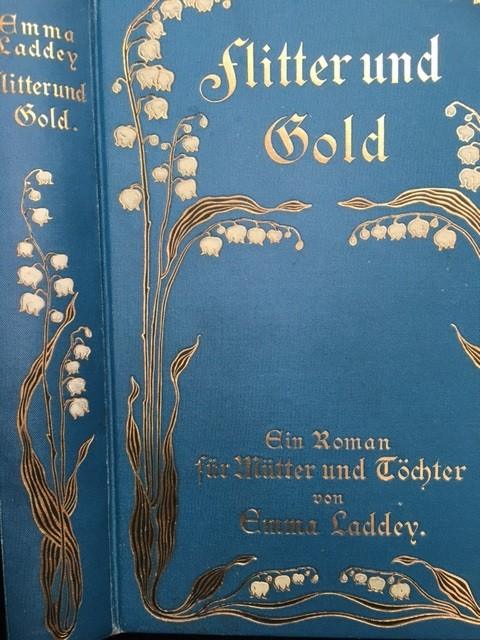 Emma
Laddey
Flitter und
Gold.
Flitter und
Gold
Ein Roman
für Mütter und Töchter
von
Emma Laddey.